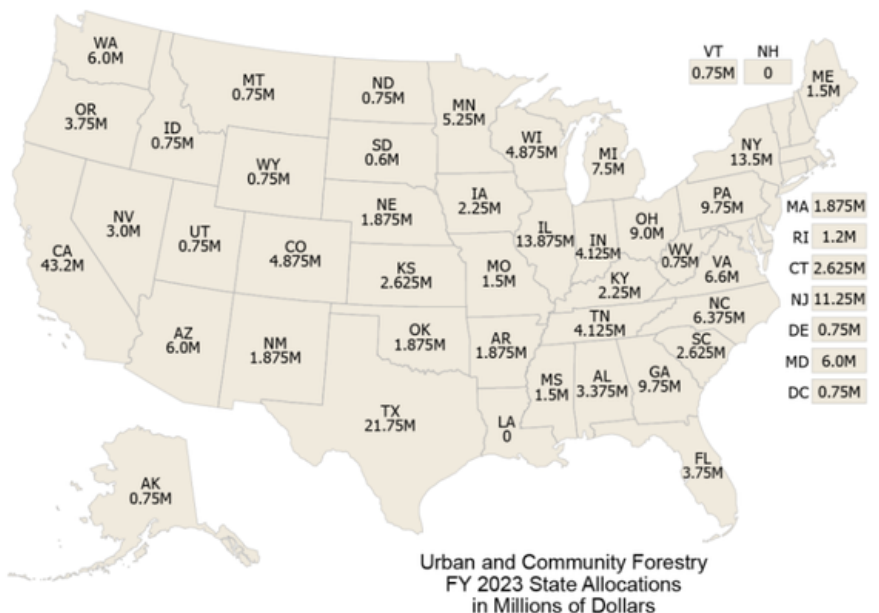 WA
6.0M
OR
3.75M
ID
0.75M
MT
0.75M
ND
0.75M
MN
5.25M
SD
0.6M
WY
0.75M
WI
4.875M
MI
7.5M
VT
0.75M
NH
0
ME
1.5M
NY
13.5M
PA
9.75M
NV
3.0M
UT
0.75M
CO
4.875M
NE
1.875M
IA
2.25M
IL
13.875M
IN
4.125M
OH
9.0M
WV
0.75M
VA
6.6M
CA
43.2M
KS
2.625M
MO
1.5M
KY
2.25M
NC
6.375M
TN
4.125M
SC
2.625M
AZ
6.0M
NM
1.875M
OK
1.875M
AR
1.875M
MS
1.5M
AL
3.375M
GA
9.75M
TX
21.75M
LA
0
FL
3.75M
AK
0.75M
MA 1.875M
RI 1.2M
CT 2.625M
NJ 11.25M
DE 0.75M
MD 6.0M
DC 0.75M
Urban and Community Forestry
FY 2023 State Allocations
in Millions of Dollars